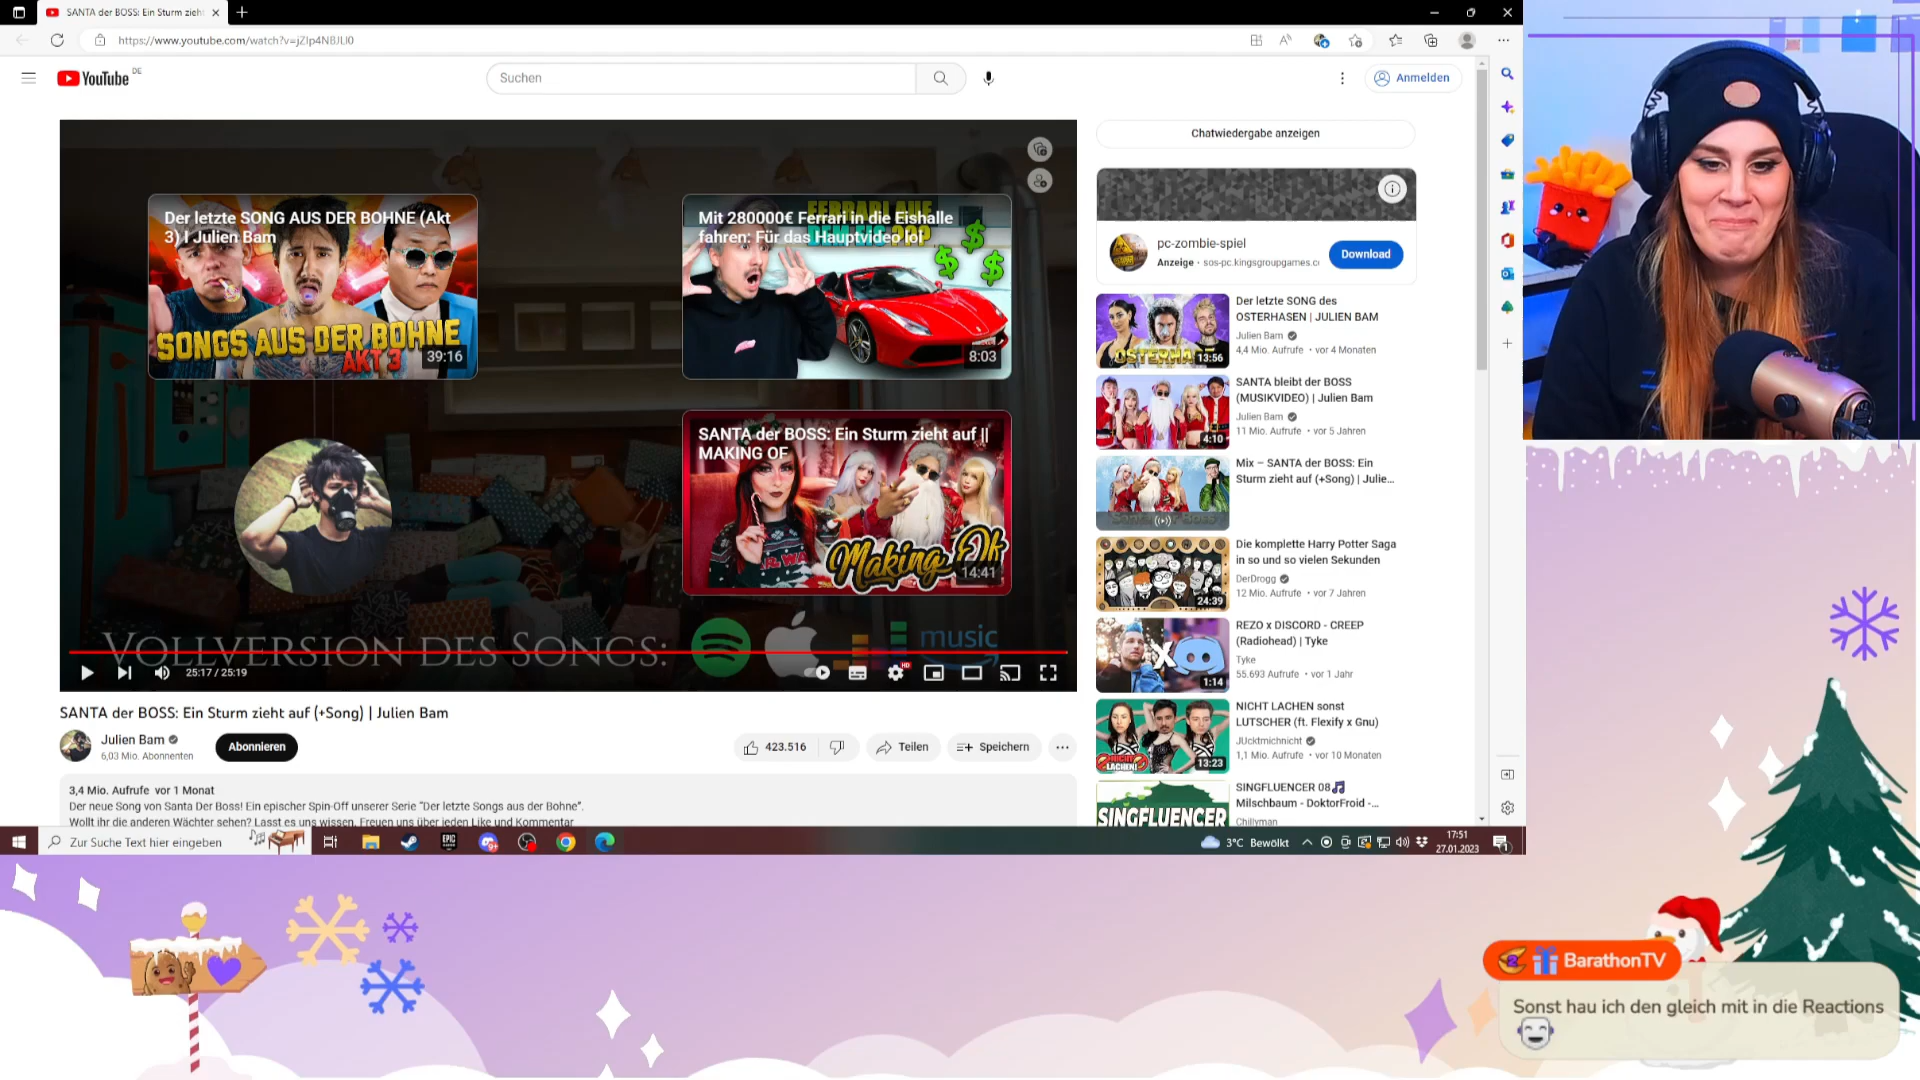 SANTA der BOSS: Ein Sturm zieht
https://www.youtube.com/watch?v=jZlp4N8JLl0
YouTube DE
Suchen
Anmelden
Chatwiedergabe anzeigen
Der letzte SONG AUS DER BOHNE (Akt
3) I Julien Bam
SONGS AUS DER BOHNE
AKT 3
39:16
Mit 280000€ Ferrari in die Eishalle
fahren: Für das Hauptvideo lol
8:03
SANTA der BOSS: Ein Sturm zieht auf ||
MAKING OF
Making Of
14:41
VOLLVERSION DES SONGS:
music
25:17 / 25:19
HD
SANTA der BOSS: Ein Sturm zieht auf (+Song) | Julien Bam
Julien Bam
6,03 Mio. Abonnenten
Abonnieren
423.516
Teilen
Speichern
3,4 Mio. Aufrufe vor 1 Monat
Der neue Song von Santa Der Boss! Ein epischer Spin-Off unserer Serie "Der letzte Songs aus der Bohne".
Wollt ihr die anderen Wächter sehen? Lasst es uns wissen. Freuen uns über jeden Like und Kommentar
pc-zombie-spiel
Anzeige · sos-pc.kingsgroupgames.c
Download
Der letzte SONG des
OSTERHASEN | JULIEN BAM
Julien Bam
4,4 Mio. Aufrufe • vor 4 Monaten
13:56
SANTA bleibt der BOSS
(MUSIKVIDEO) | Julien Bam
Julien Bam
11 Mio. Aufrufe • vor 5 Jahren
4:10
Mix – SANTA der BOSS: Ein
Sturm zieht auf (+Song) | Julie...
Die komplette Harry Potter Saga
in so und so vielen Sekunden
DerDrogg
12 Mio. Aufrufe • vor 7 Jahren
24:39
REZO x DISCORD - CREEP
(Radiohead) | Tyke
Tyke
55.693 Aufrufe • vor 1 Jahr
1:14
NICHT LACHEN sonst
LUTSCHER (ft. Flexify x Gnu)
JUcktmichnicht
1,1 Mio. Aufrufe • vor 10 Monaten
13:23
SINGFLUENCER 08🎵
Milschbaum - DoktorFroid -...
Chillyman
SINGFLUENCER
Zur Suche Text hier eingeben
3°C Bewölkt
17:51
27.01.2023
BarathonTV
Sonst hau ich den gleich mit in die Reactions